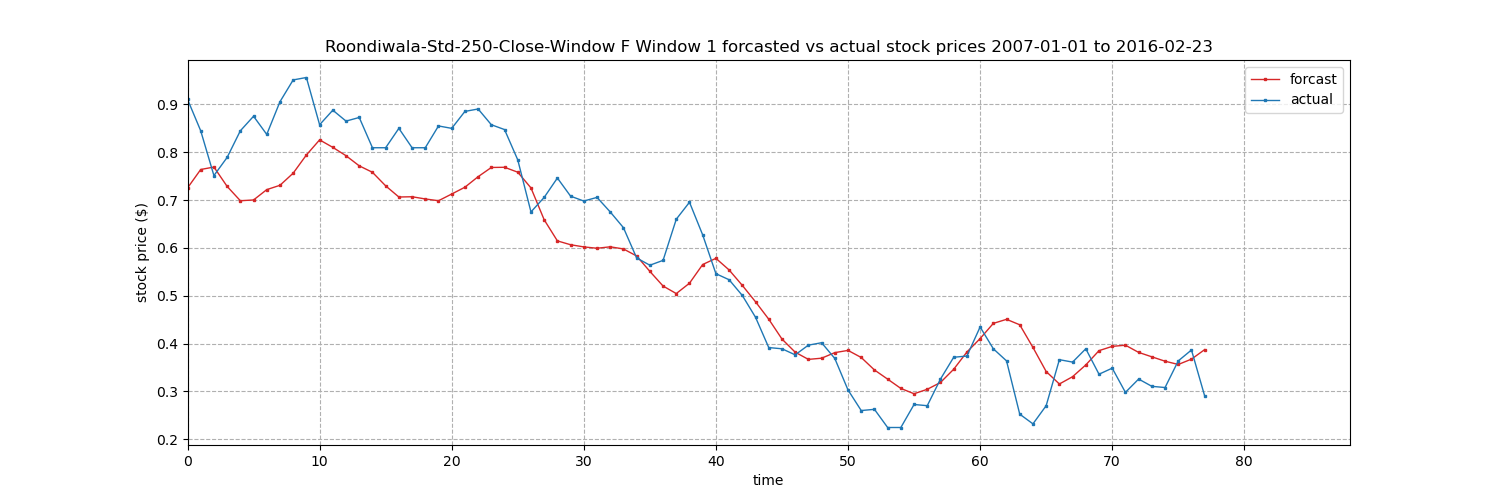 Roondiwala-Std-250-Close-Window F Window 1 forcasted vs actual stock prices 2007-01-01 to 2016-02-23
forcast
actual
stock price ($)
0.9
0.8
0.7
0.6
0.5
0.4
0.3
0.2
0 10 20 30 40 50 60 70 80
time